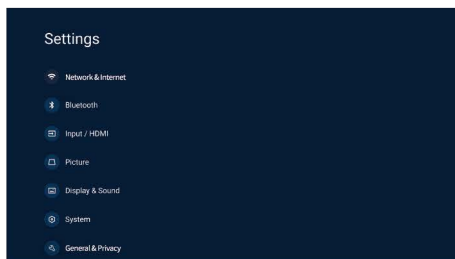 Settings
Network & Internet
Bluetooth
Input / HDMI
Picture
Display & Sound
System
General & Privacy